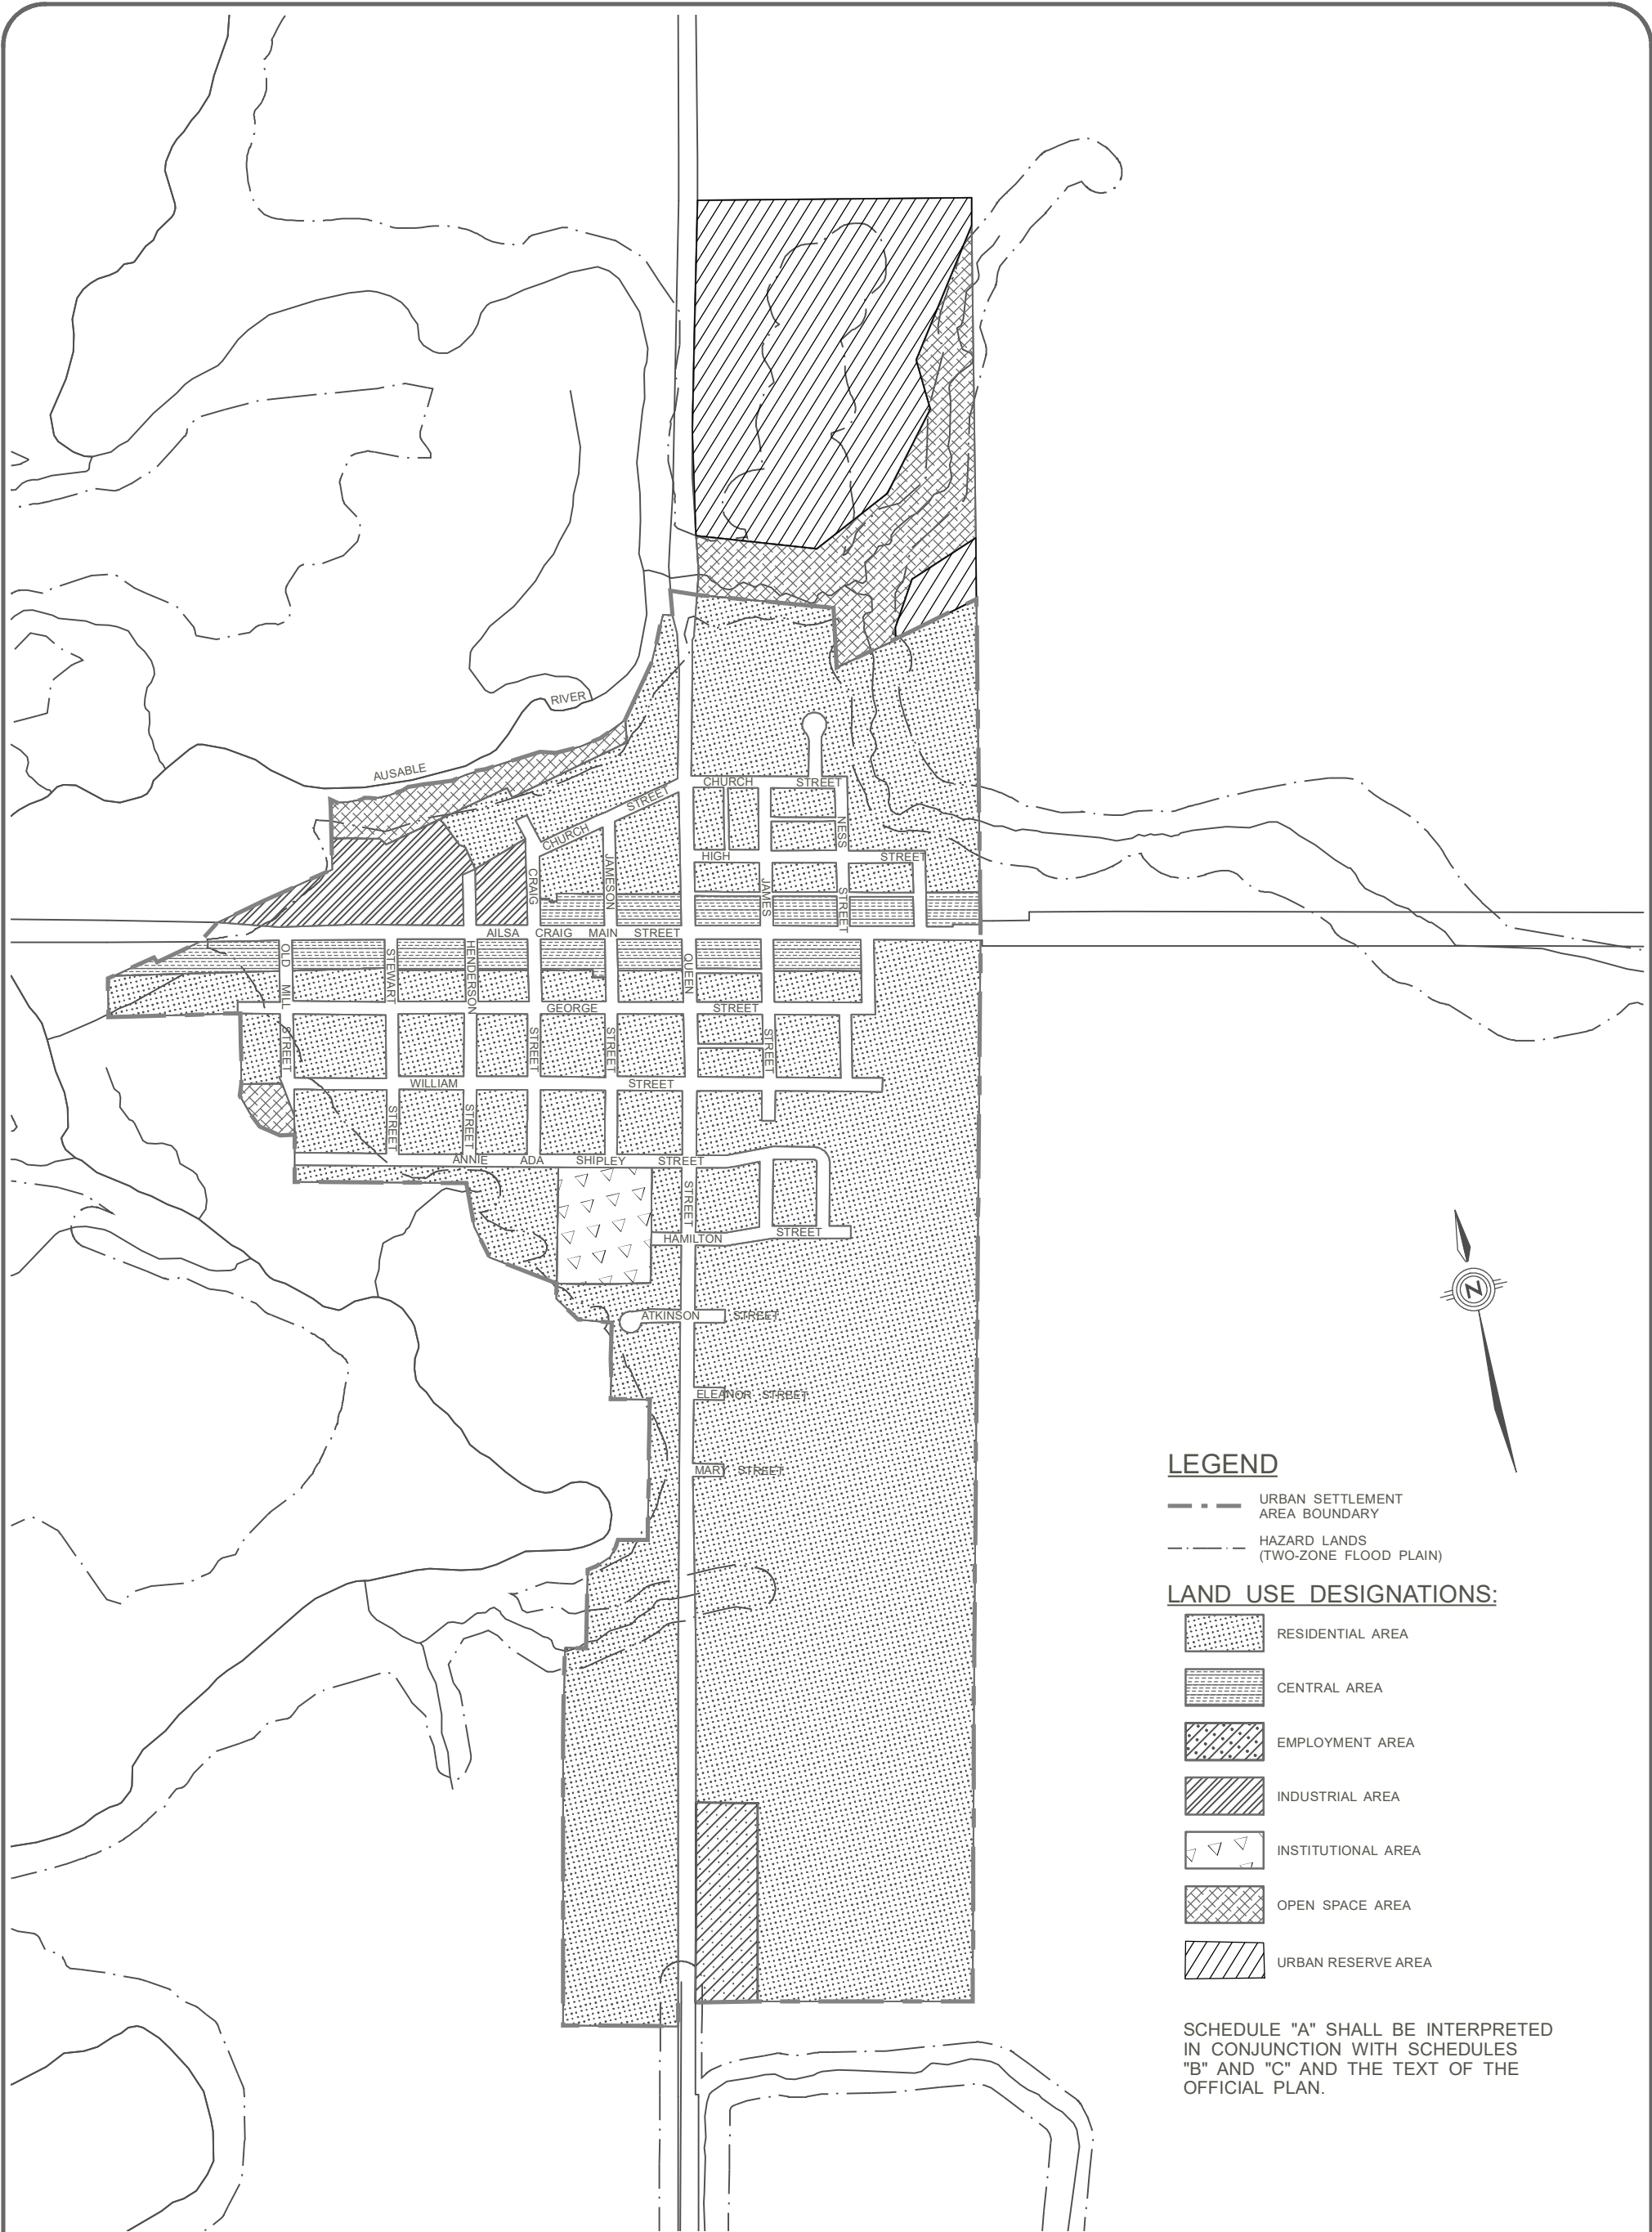 RIVER
AUSABLE
CHURCH STREET
CHURCH STREET
NESS STREET
HIGH STREET
JAMES STREET
JAMESON STREET
CRAIG STREET
AILSA CRAIG MAIN STREET
OLD MILL STREET
STEWART STREET
HENDERSON STREET
QUEEN STREET
GEORGE STREET
WILLIAM STREET
ANNIE ADA SHIPLEY STREET
HAMILTON STREET
ATKINSON STREET
ELEANOR STREET
MARY STREET
N
LEGEND
URBAN SETTLEMENT
AREA BOUNDARY
HAZARD LANDS
(TWO-ZONE FLOOD PLAIN)
LAND USE DESIGNATIONS:
RESIDENTIAL AREA
CENTRAL AREA
EMPLOYMENT AREA
INDUSTRIAL AREA
INSTITUTIONAL AREA
OPEN SPACE AREA
URBAN RESERVE AREA
SCHEDULE "A" SHALL BE INTERPRETED
IN CONJUNCTION WITH SCHEDULES
"B" AND "C" AND THE TEXT OF THE
OFFICIAL PLAN.